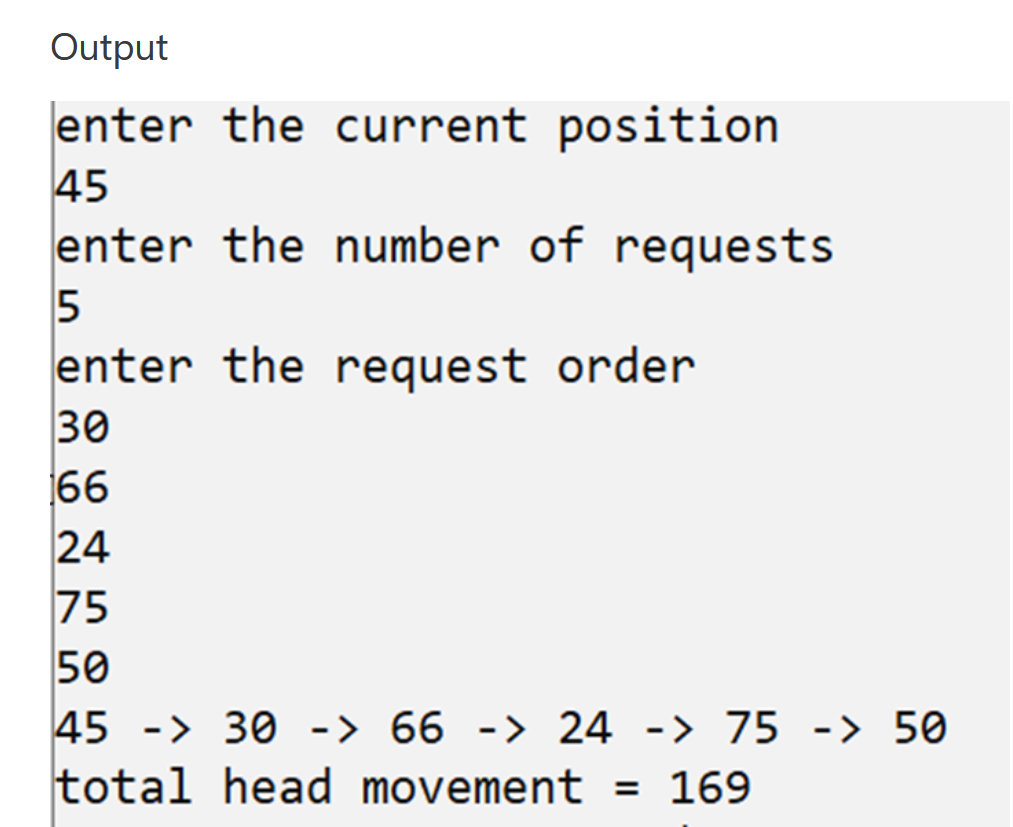 Output
enter the current position
45
enter the number of requests
5
enter the request order
30
66
24
75
50
45 -> 30 -> 66 -> 24 -> 75 -> 50
total head movement = 169